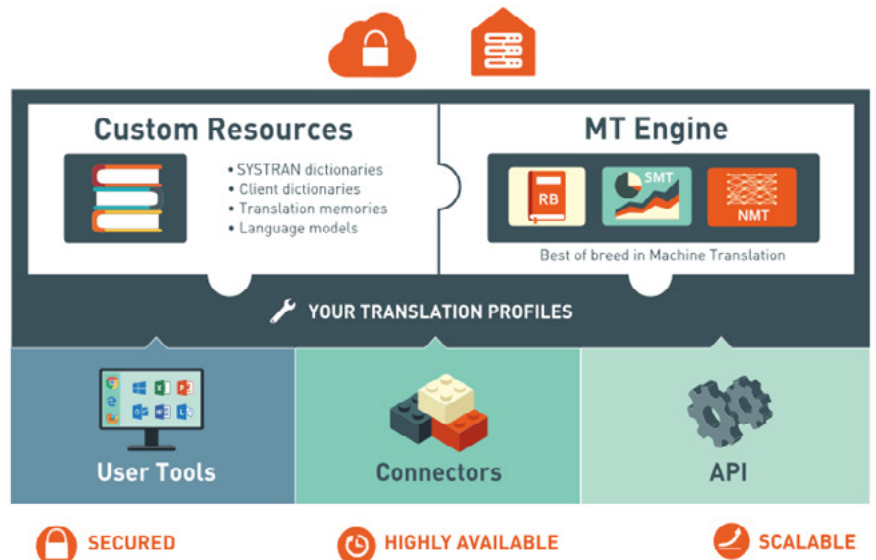 Custom Resources
• SYSTRAN dictionaries
• Client dictionaries
• Translation memories
• Language models
MT Engine
RB
SMT
NMT
Best of breed in Machine Translation
YOUR TRANSLATION PROFILES
User Tools
Connectors
API
SECURED
HIGHLY AVAILABLE
SCALABLE